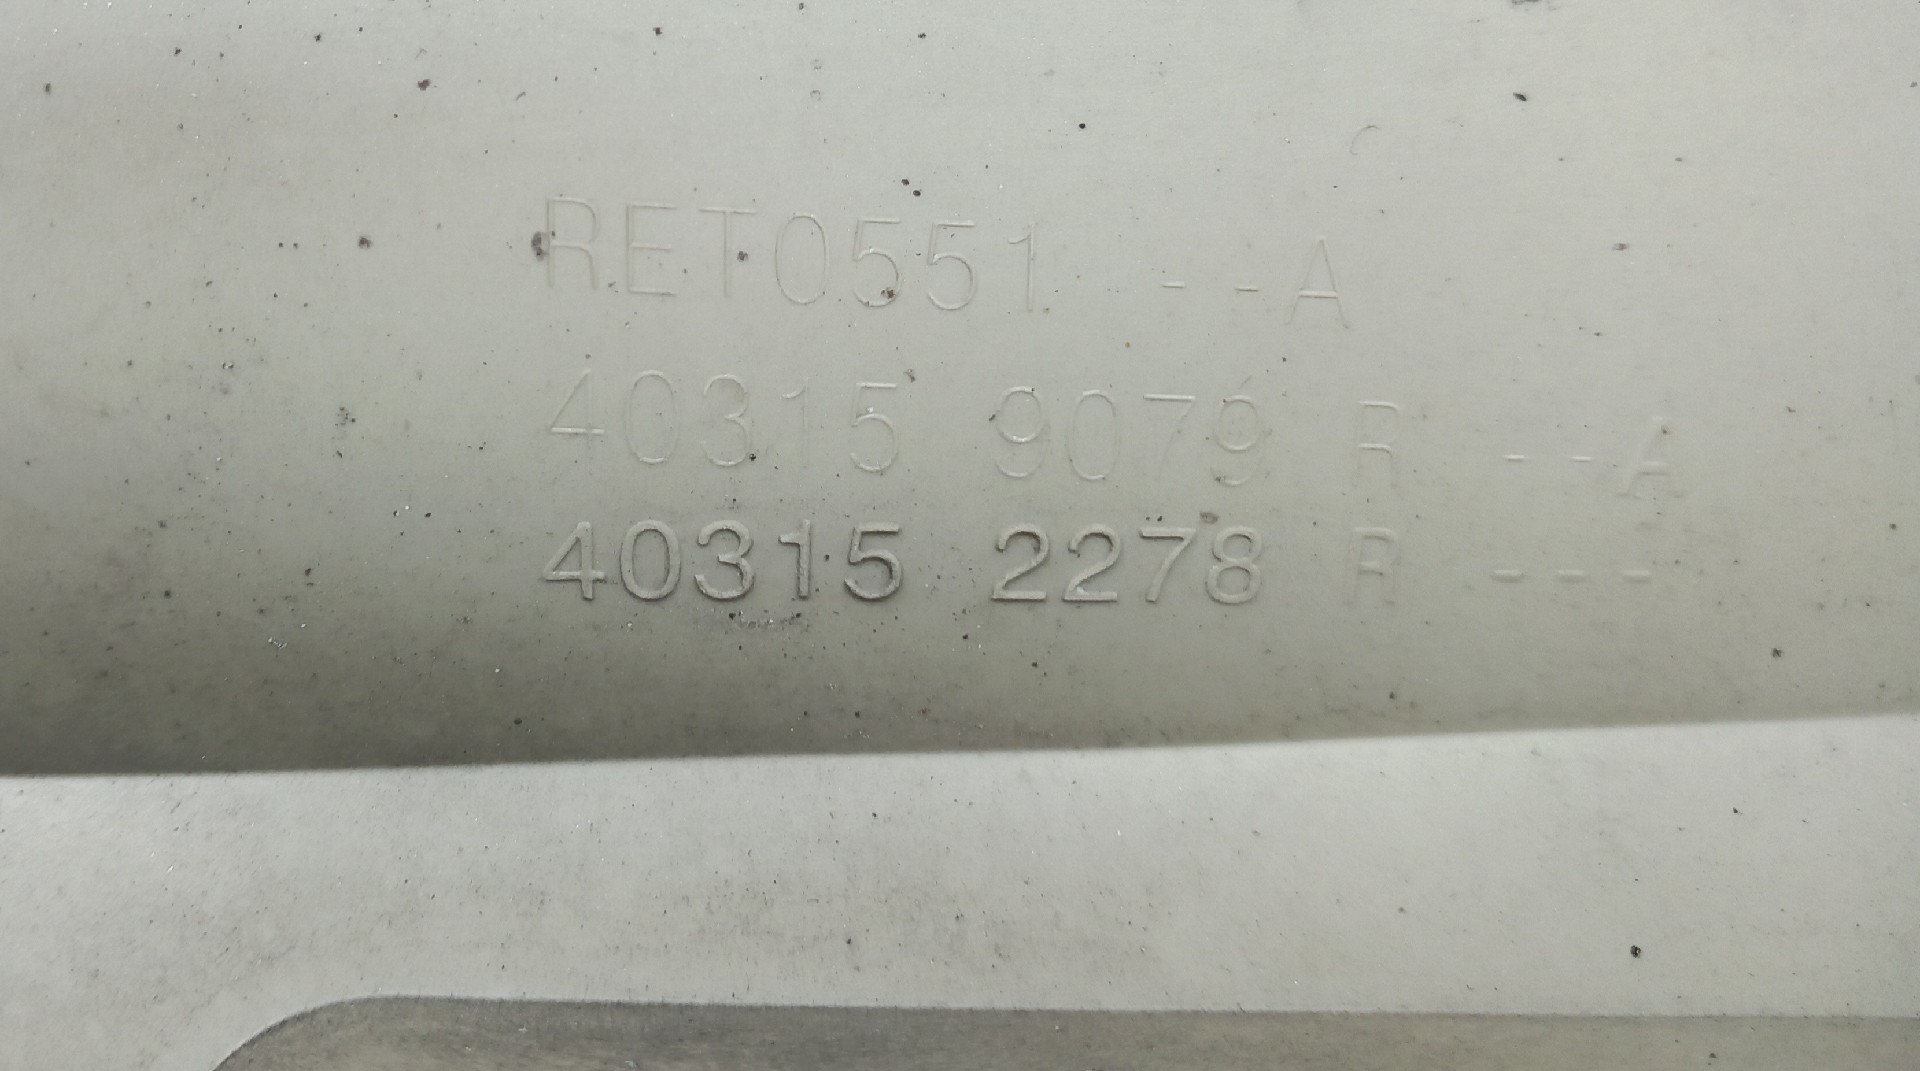 RET0551 --A
40315 9079 R --A
40315 2278 R ---